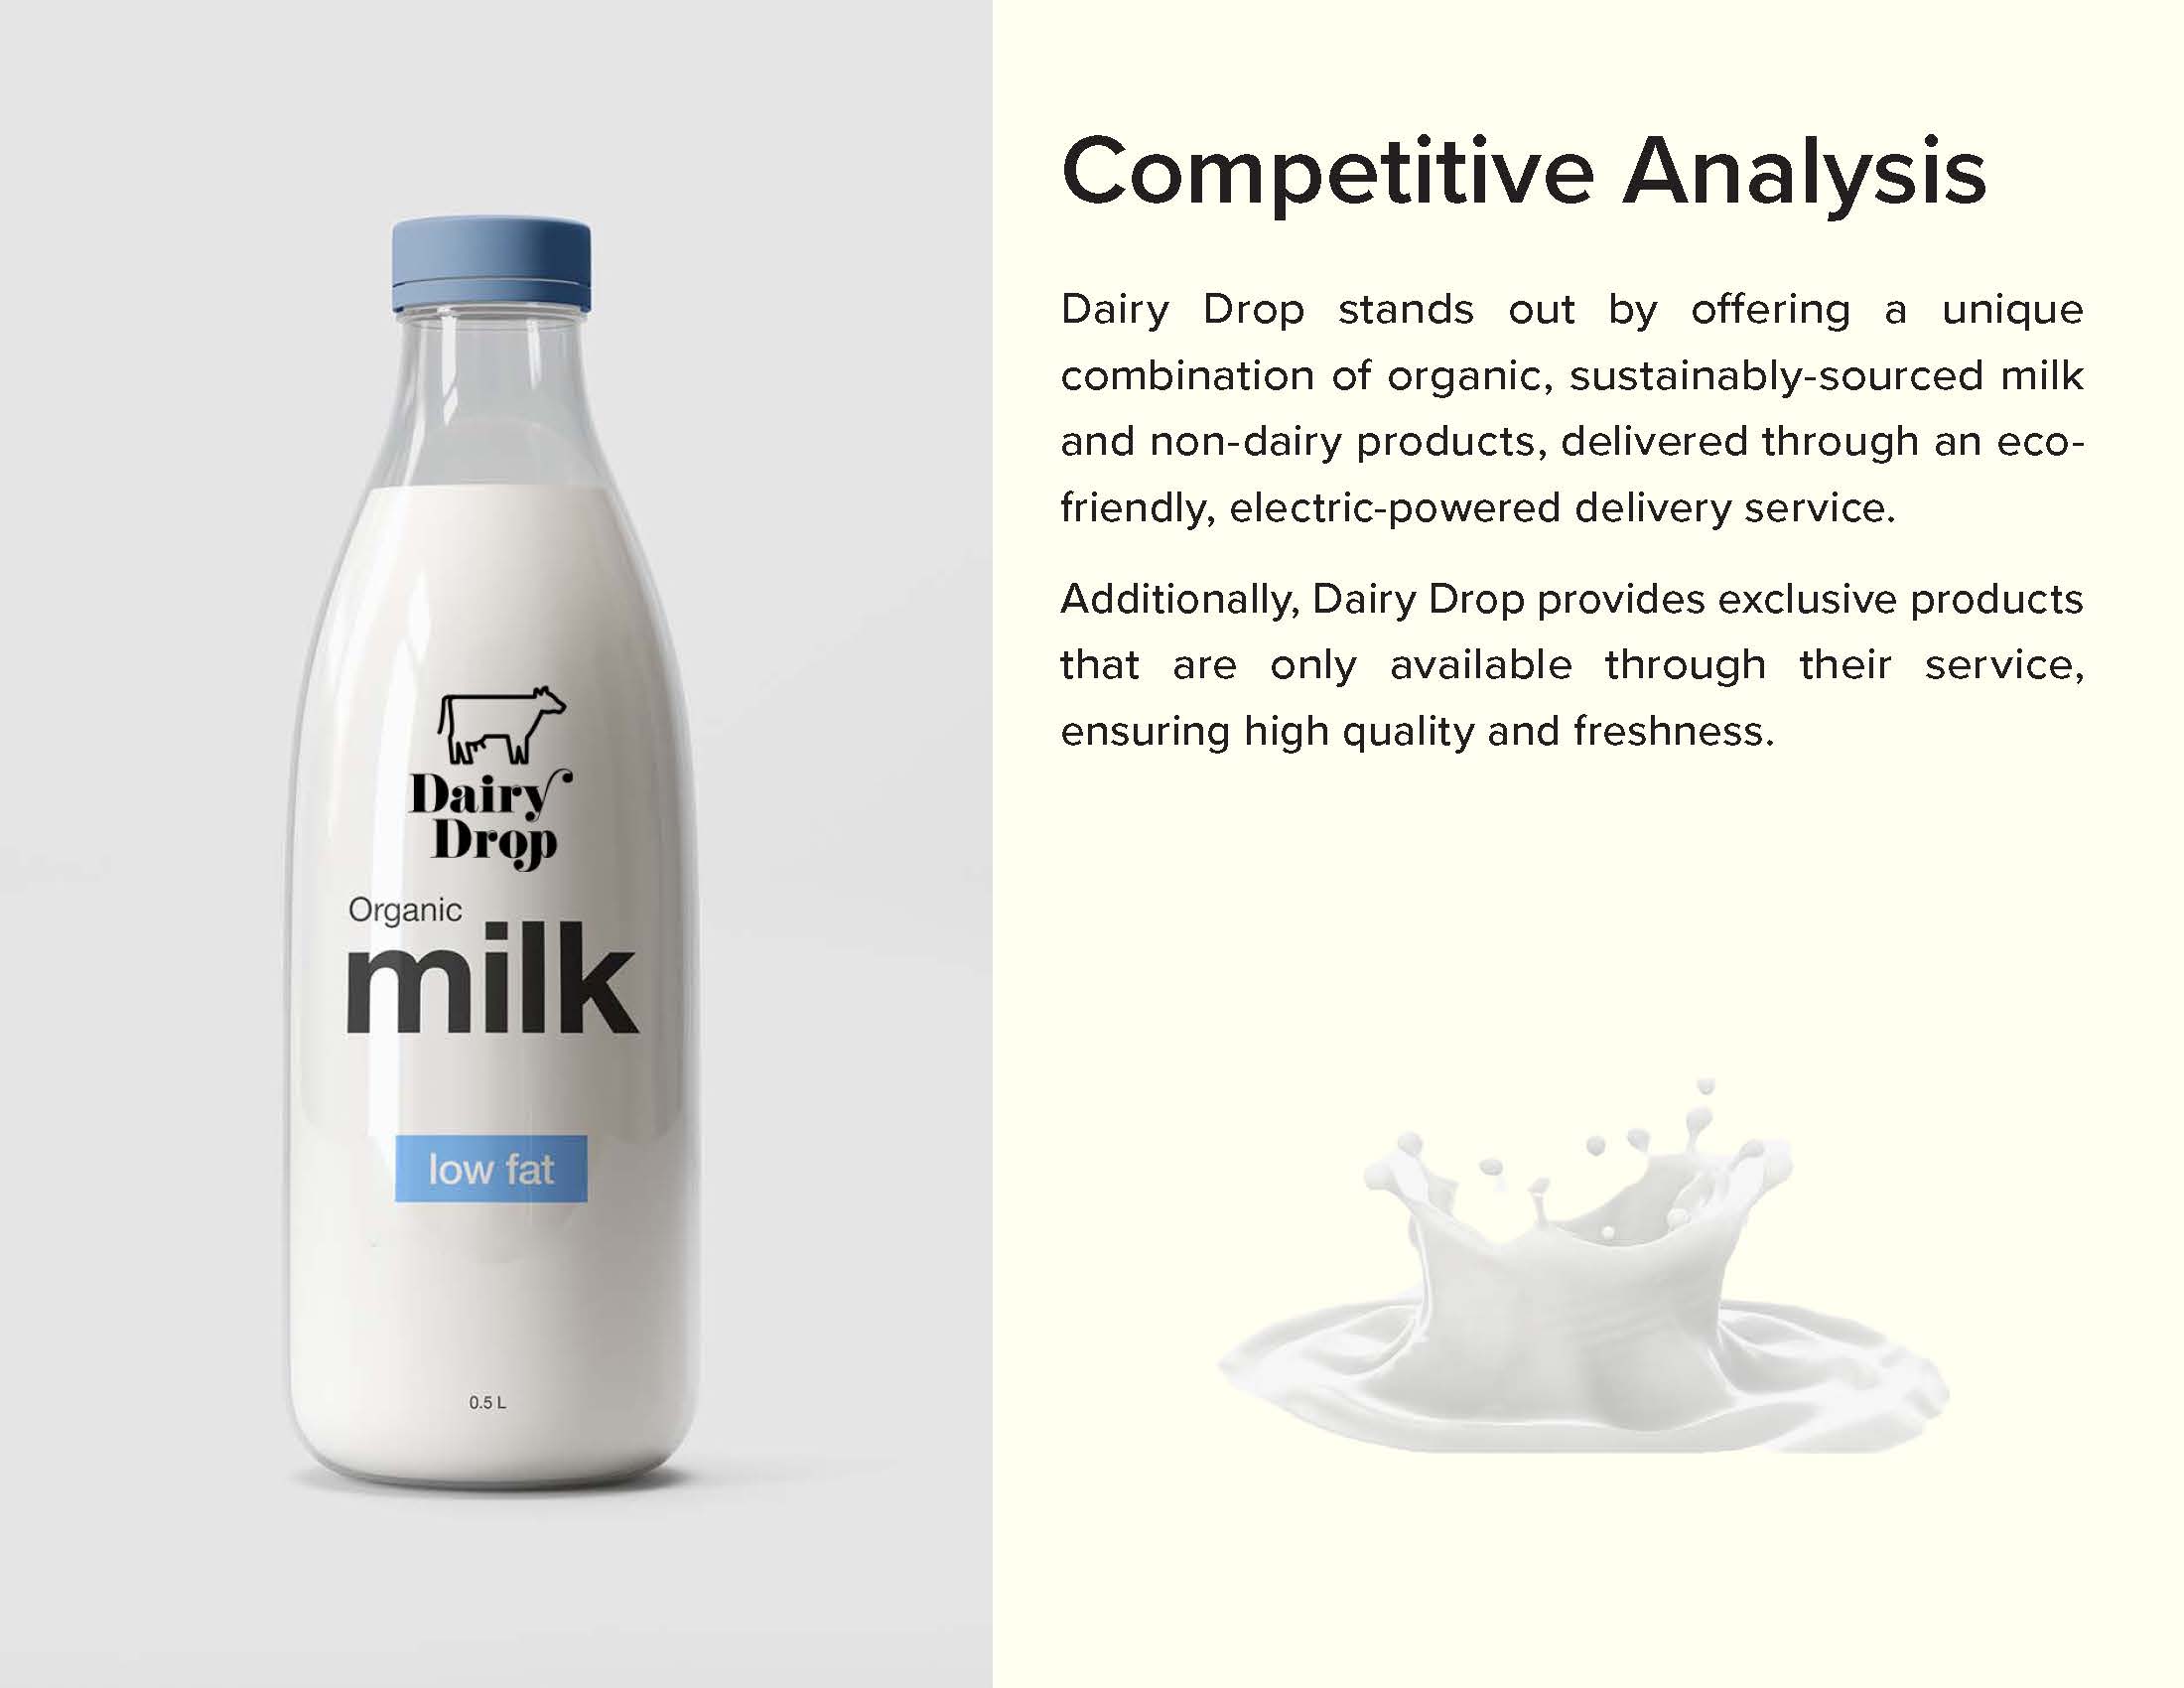 Dairy
Drop
Organic
milk
low fat
0.5 L
Competitive Analysis
Dairy Drop stands out by offering a unique
combination of organic, sustainably-sourced milk
and non-dairy products, delivered through an eco-
friendly, electric-powered delivery service.
Additionally, Dairy Drop provides exclusive products
that are only available through their service,
ensuring high quality and freshness.